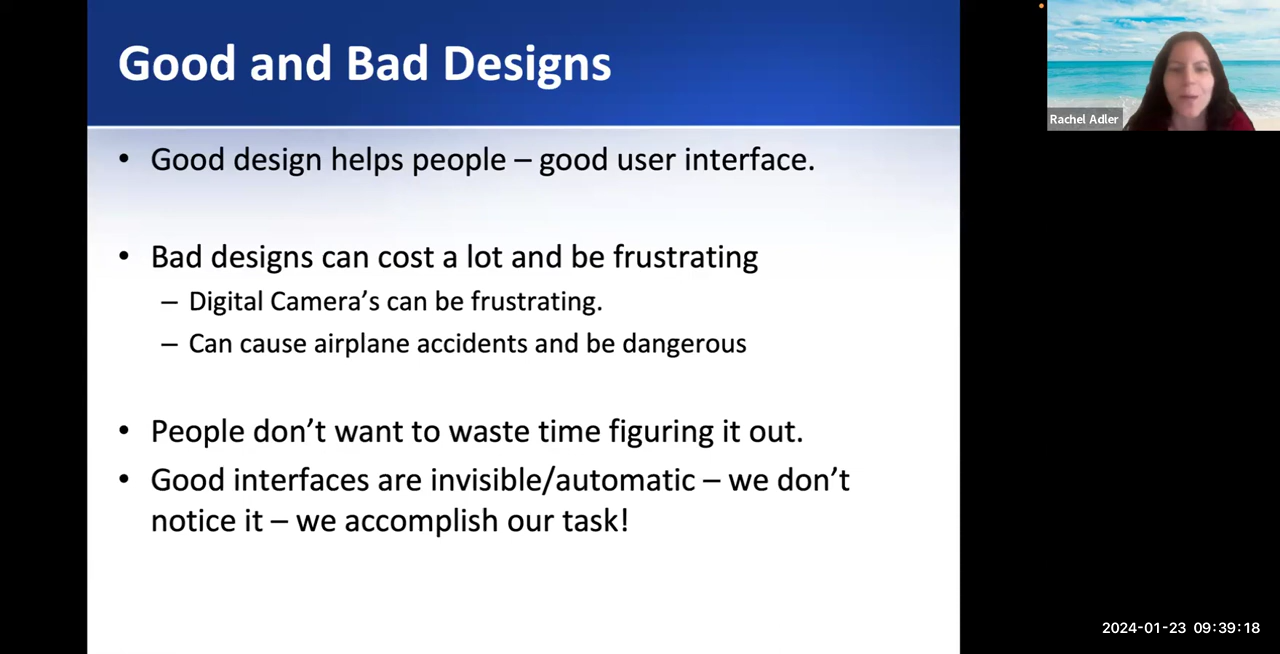 Good and Bad Designs
• Good design helps people – good user interface.
• Bad designs can cost a lot and be frustrating
– Digital Camera's can be frustrating.
– Can cause airplane accidents and be dangerous
• People don't want to waste time figuring it out.
• Good interfaces are invisible/automatic – we don't
notice it – we accomplish our task!
Rachel Adler
2024-01-23 09:39:18